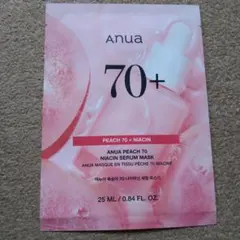 Anua
70+
PEACH 70 + NIACIN
ANUA PEACH 70
NIACIN SERUM MASK
25 ML / 0.84 FL. OZ.